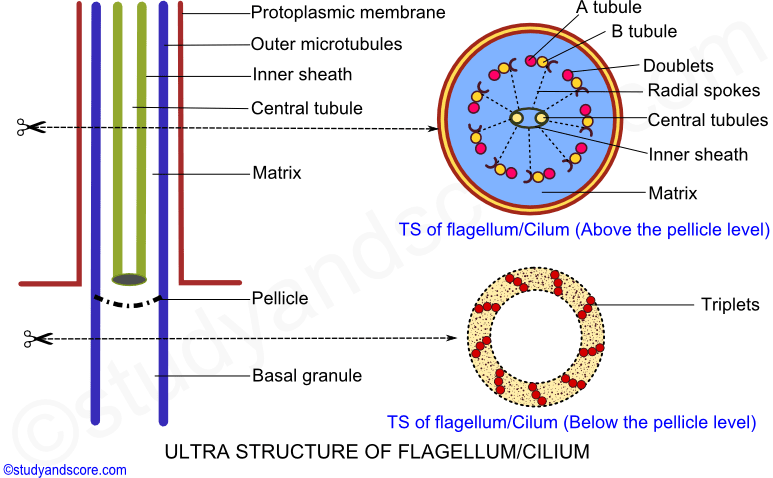 Protoplasmic membrane
Outer microtubules
Inner sheath
Central tubule
Matrix
Pellicle
Basal granule
A tubule
B tubule
Doublets
Radial spokes
Central tubules
Inner sheath
Matrix
TS of flagellum/Cilum (Above the pellicle level)
Triplets
TS of flagellum/Cilum (Below the pellicle level)
ULTRA STRUCTURE OF FLAGELLUM/CILIUM
©studyandscore.com
©studyandscore.com